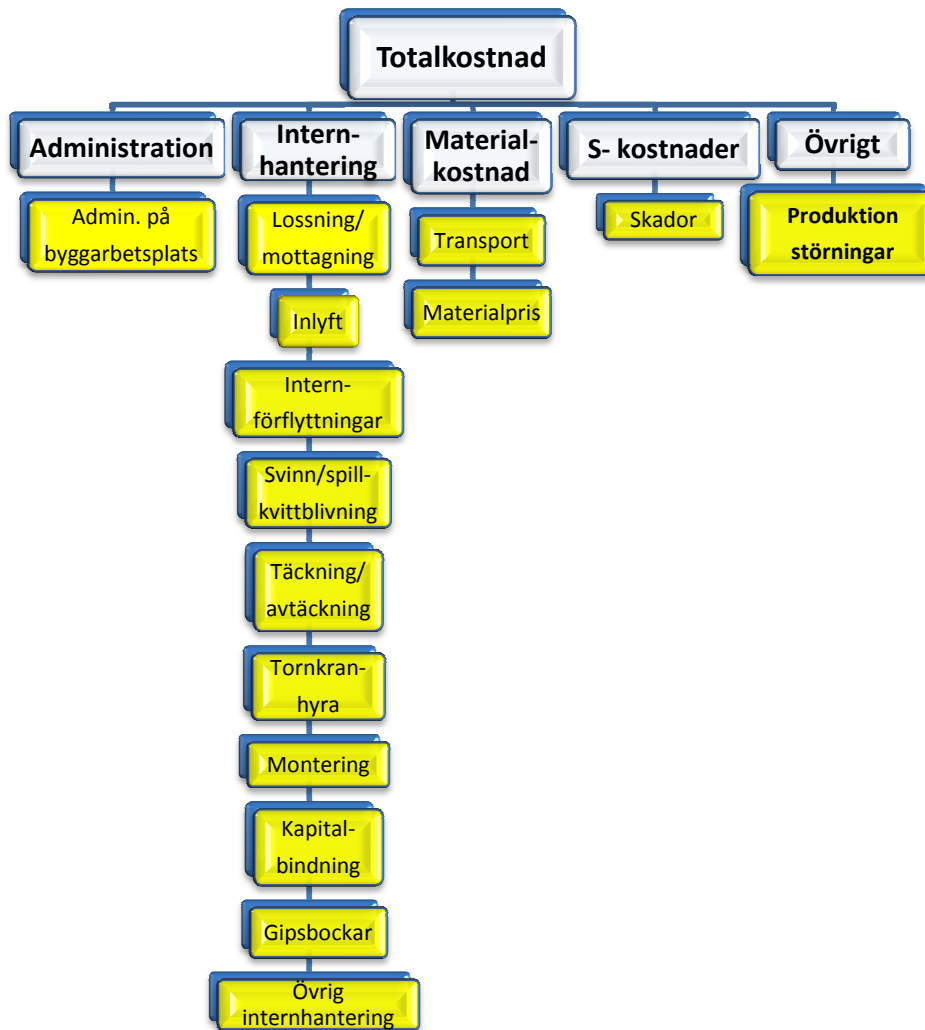 Totalkostnad
Administration
Admin. på
byggarbetsplats
Intern-
hantering
Lossning/
mottagning
Inlyft
Intern-
förflyttningar
Svinn/spill-
kvittblivning
Täckning/
avtäckning
Tornkran-
hyra
Montering
Kapital-
bindning
Gipsbockar
Övrig
internhantering
Material-
kostnad
Transport
Materialpris
S- kostnader
Skador
Övrigt
Produktion
störningar